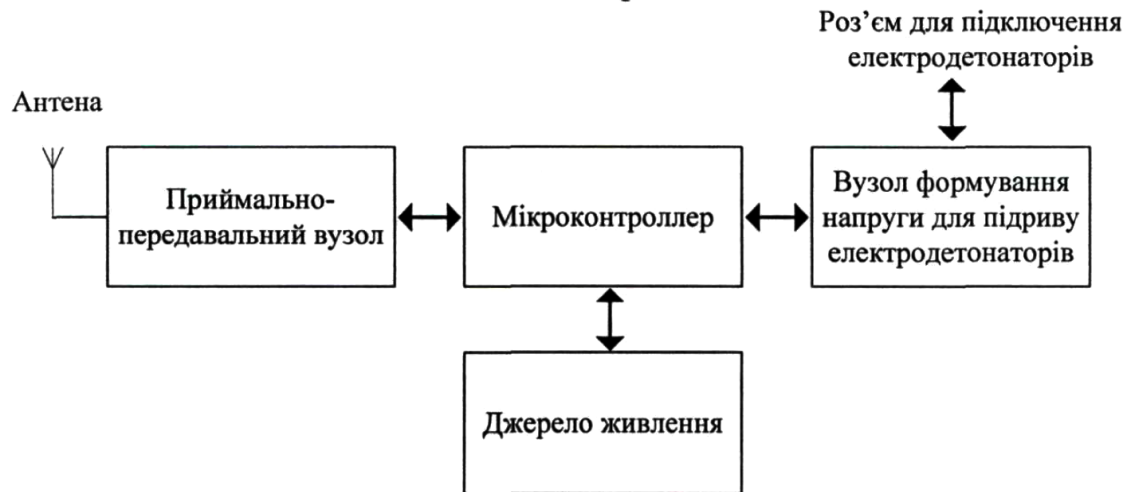 Роз’єм для підключення
електродетонаторів
Антена
Приймально-
передавальний вузол
Мікроконтроллер
Вузол формування
напруги для підриву
електродетонаторів
Джерело живлення